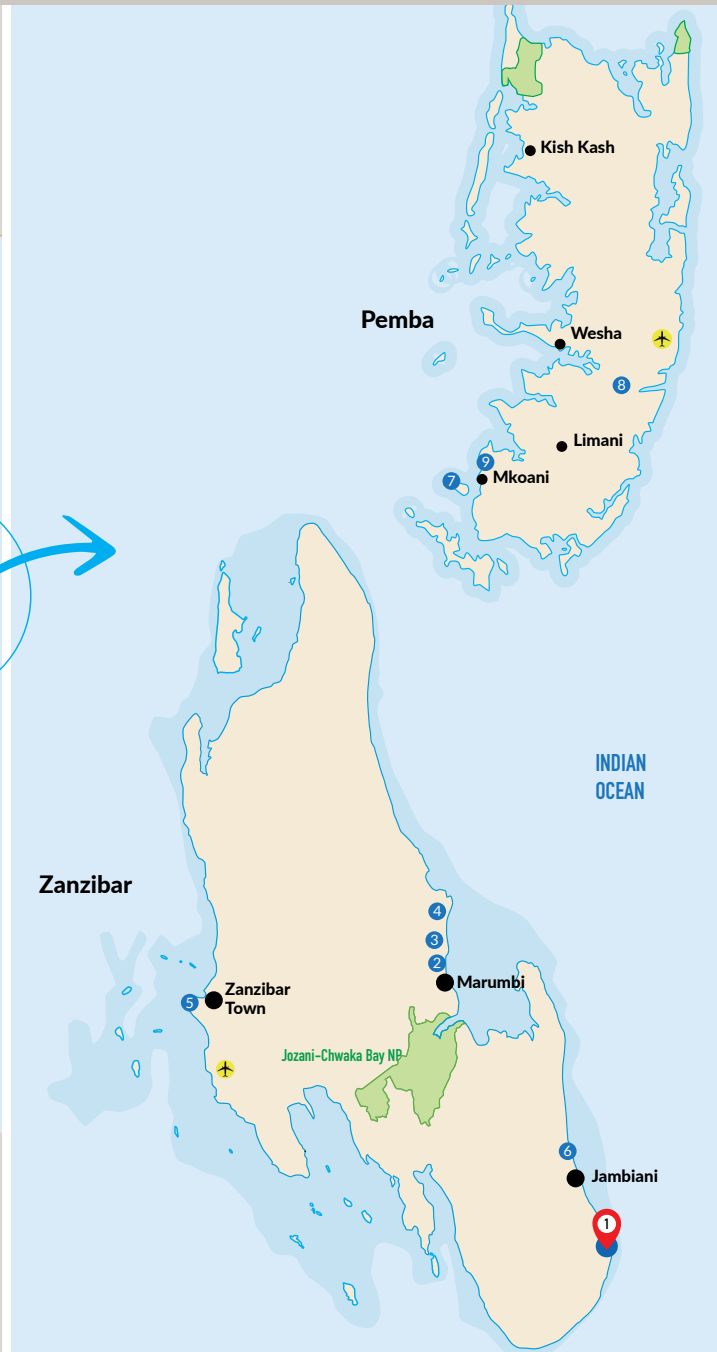 Kish Kash
Pemba
Wesha
8
Limani
9
7
Mkoani
INDIAN
OCEAN
Zanzibar
4
3
2
Marumbi
Zanzibar
Town
5
Jozani-Chwaka Bay NP
6
Jambiani
1